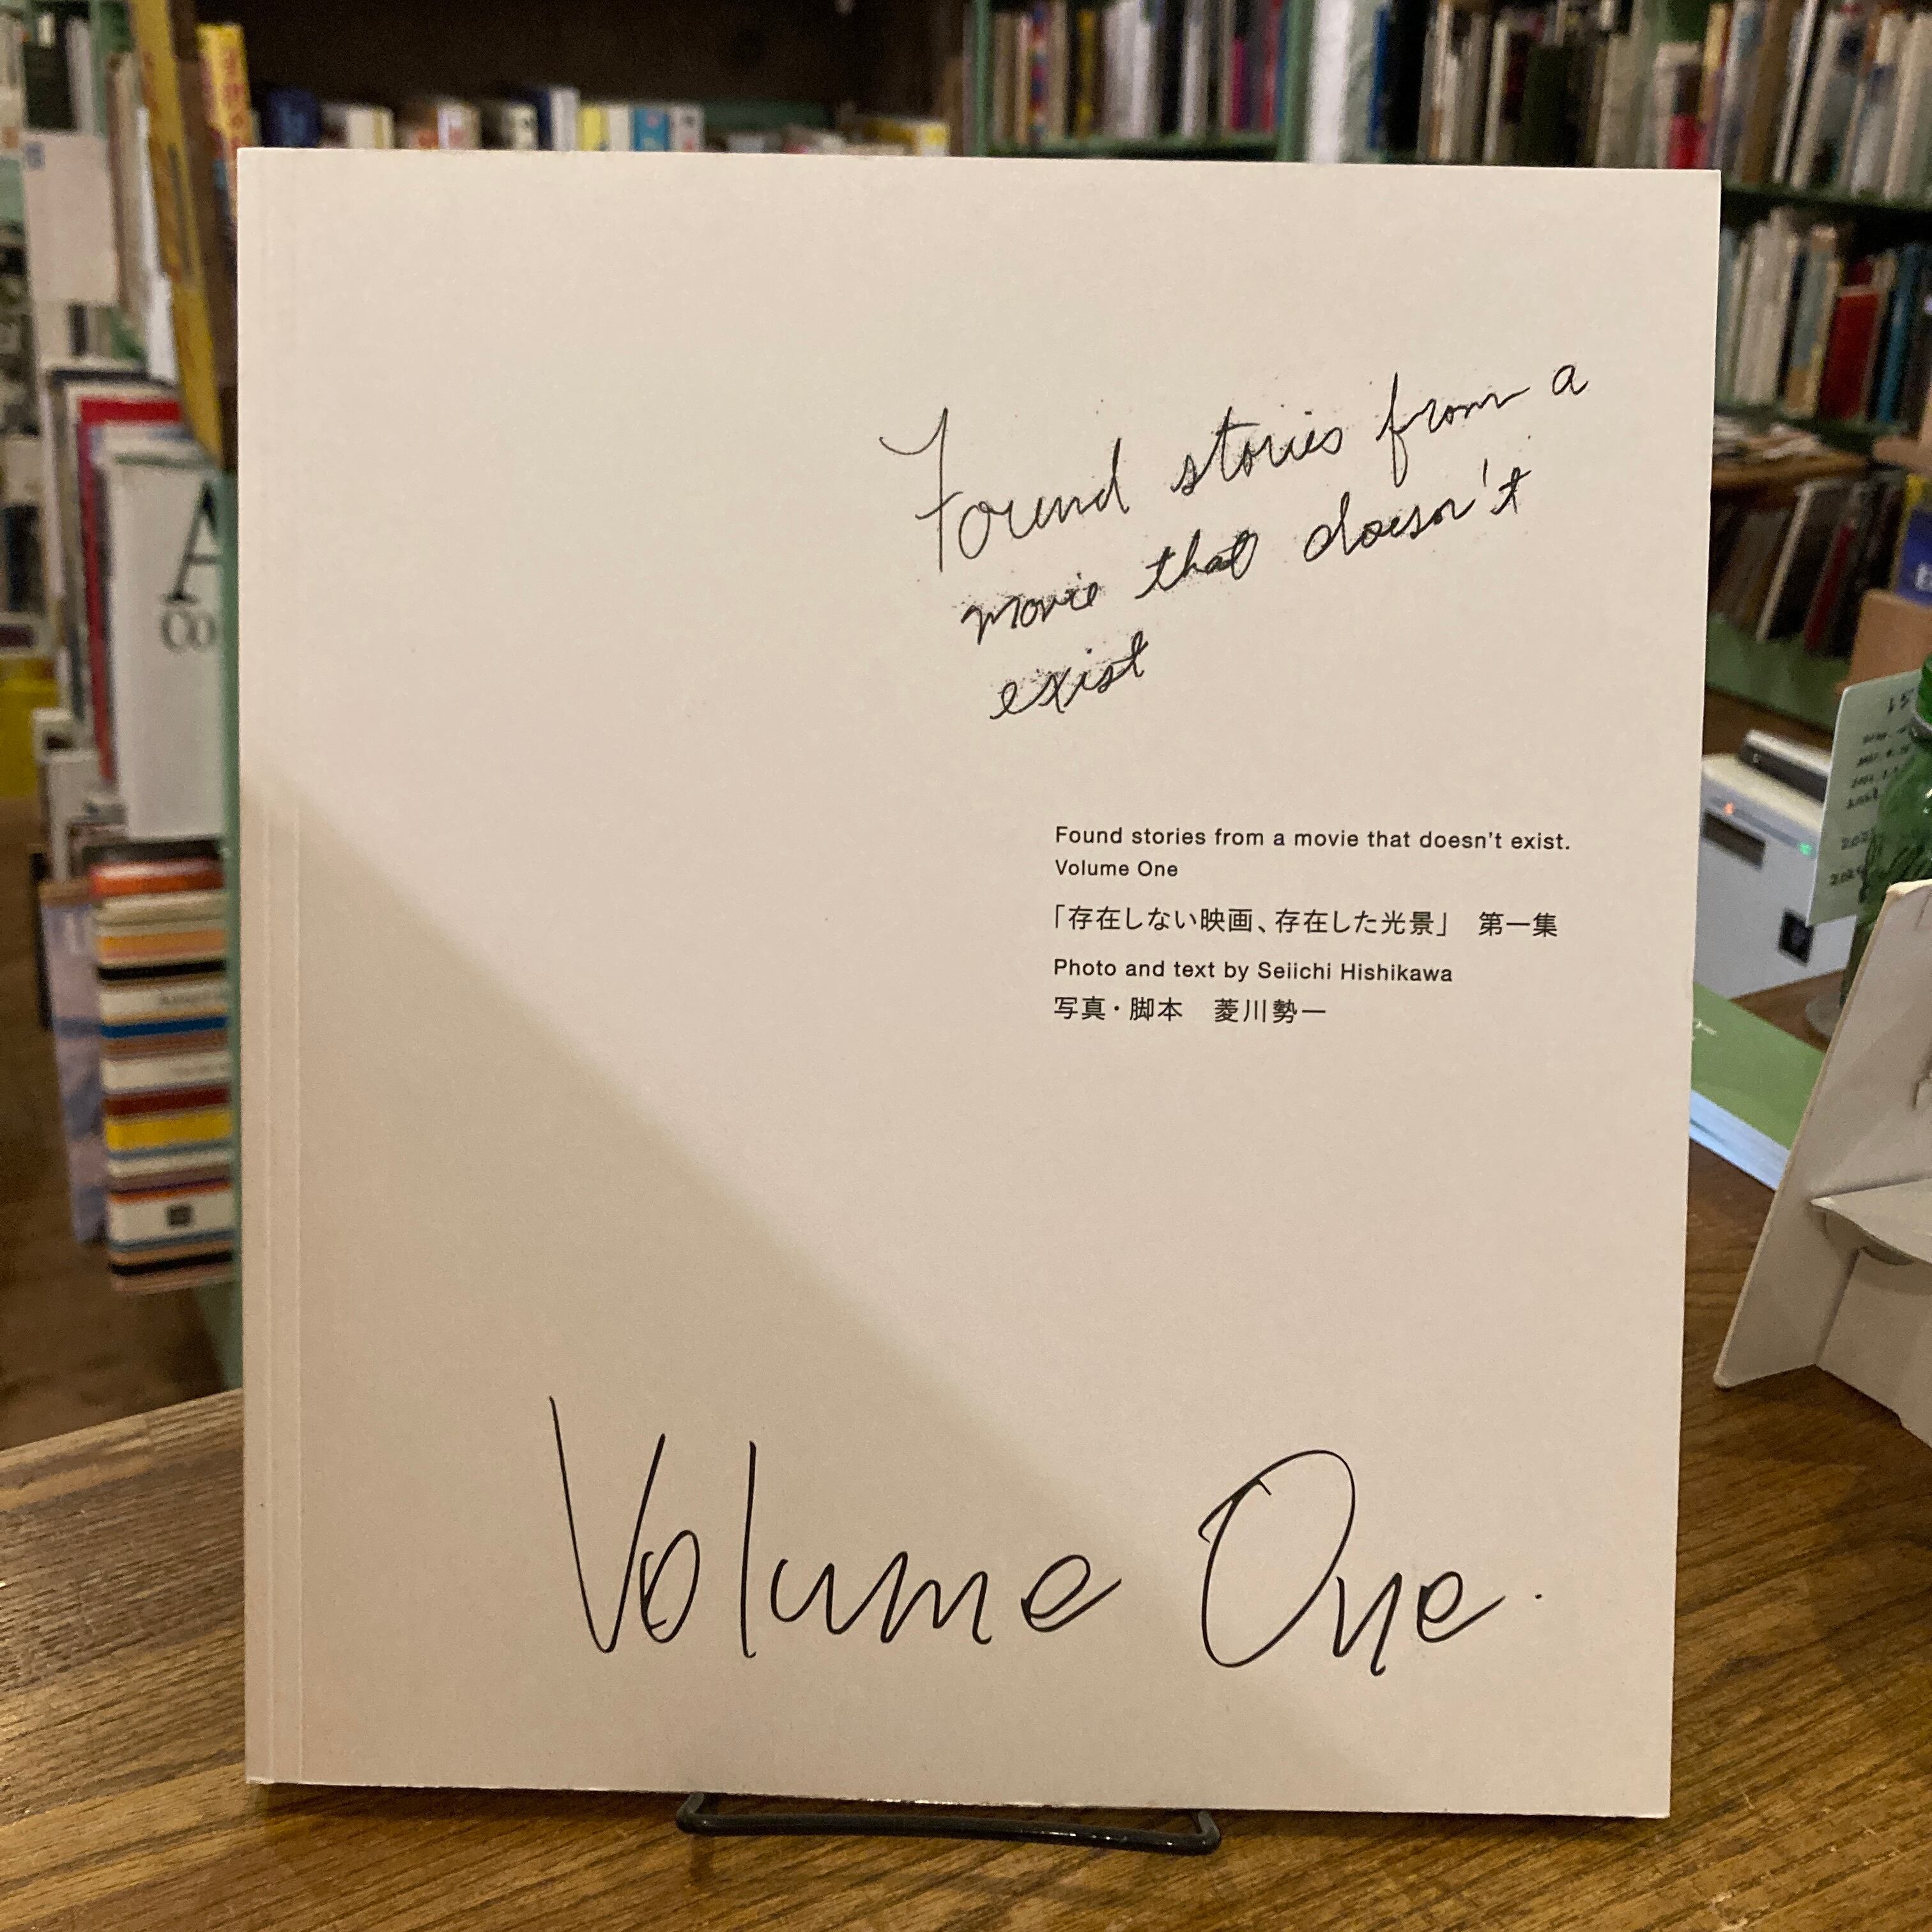 Found stories from a
movie that doesn't
exist
Found stories from a movie that doesn't exist.
Volume One
「存在しない映画、存在した光景」 第一集
Photo and text by Seiichi Hishikawa
写真・脚本 菱川勢一
Volume One.
A
CO